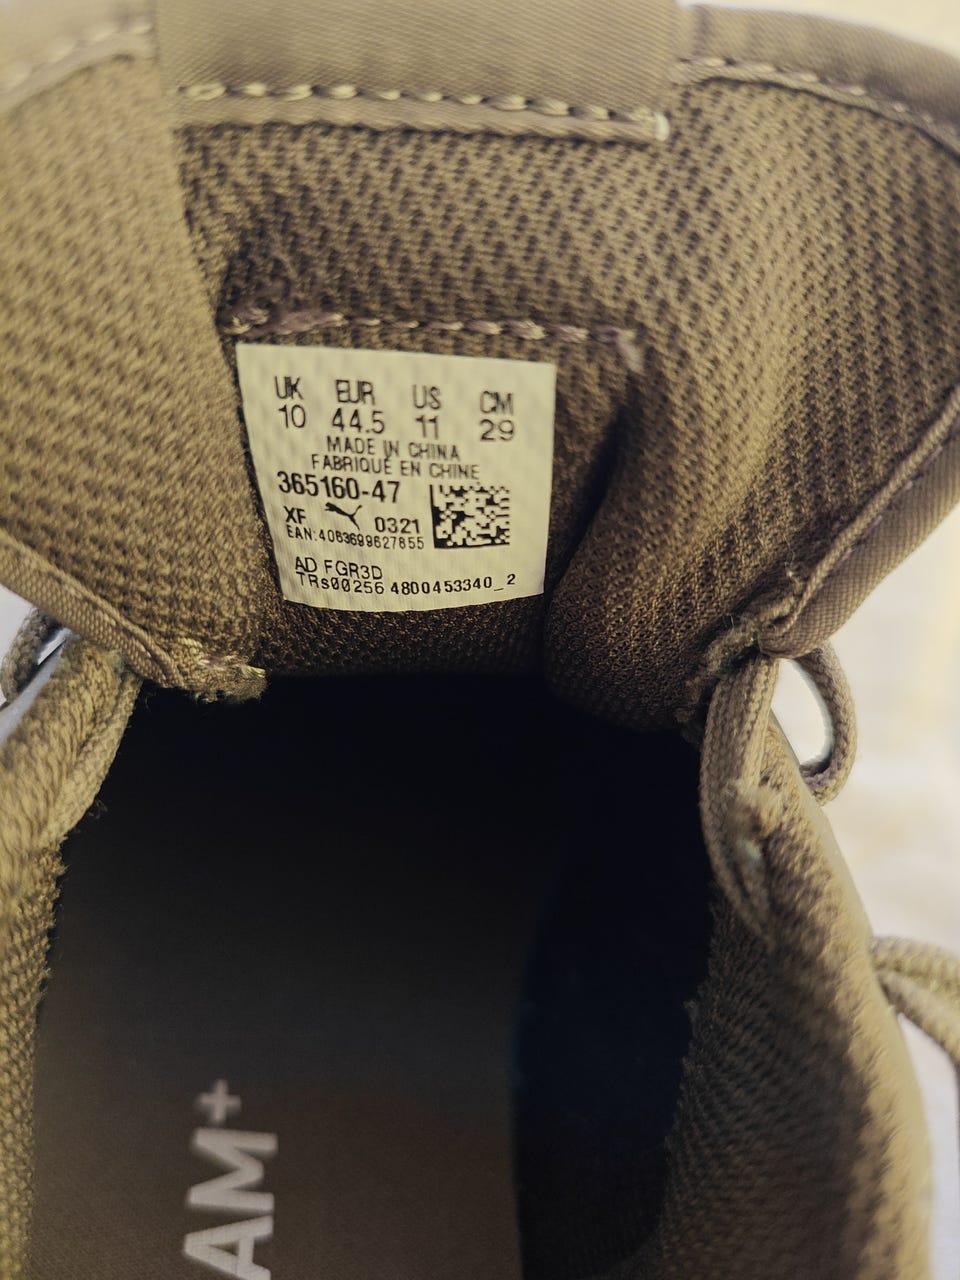 UK EUR US CM
10 44.5 11 29
MADE IN CHINA
FABRIQUÉ EN CHINE
365160-47
XF 0321
EAN:4063699627855
AD FGR3D
TRs00256 4800453340_2
AM+